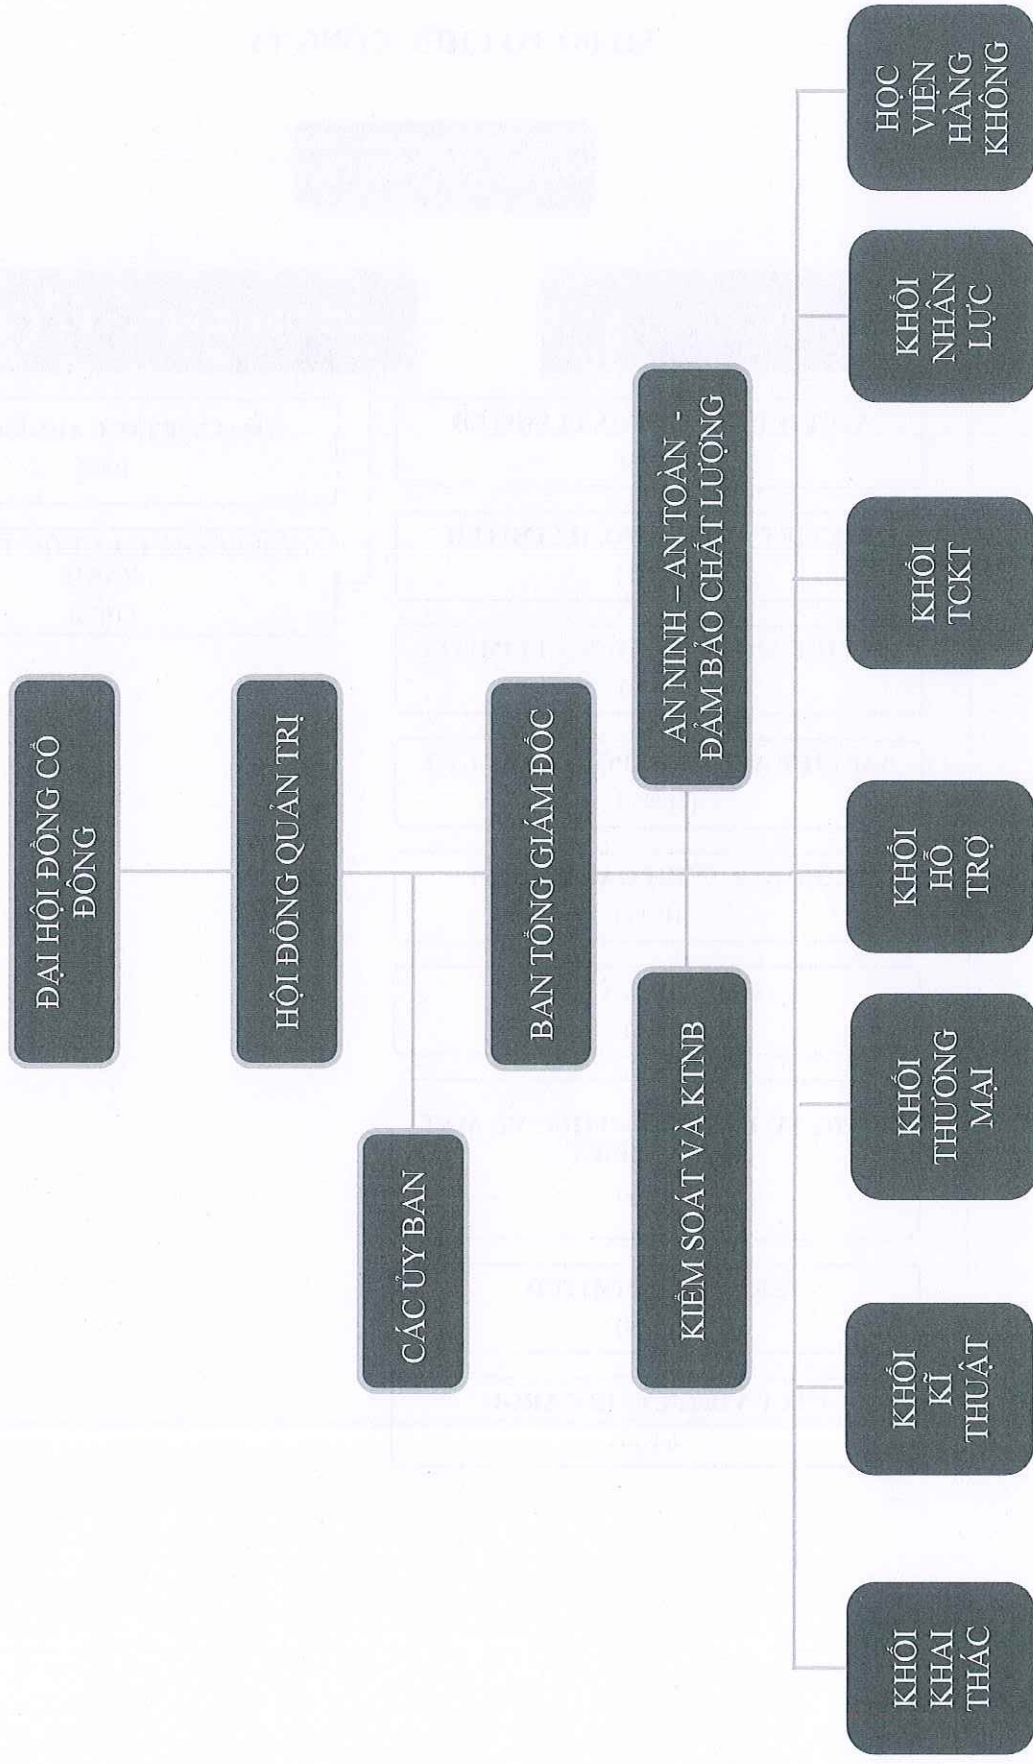 ĐẠI HỘI ĐỒNG CỔ
ĐÔNG
HỘI ĐỒNG QUẢN TRỊ
CÁC ỦY BAN
BAN TỔNG GIÁM ĐỐC
KIỂM SOÁT VÀ KTNB
AN NINH – AN TOÀN -
ĐẢM BẢO CHẤT LƯỢNG
KHỐI
KHAI
THÁC
KHỐI
KĨ
THUẬT
KHỐI
THƯƠNG
MẠI
KHỐI
HỖ
TRỢ
KHỐI
TCKT
KHỐI
NHÂN
LỰC
HỌC
VIỆN
HÀNG
KHÔNG